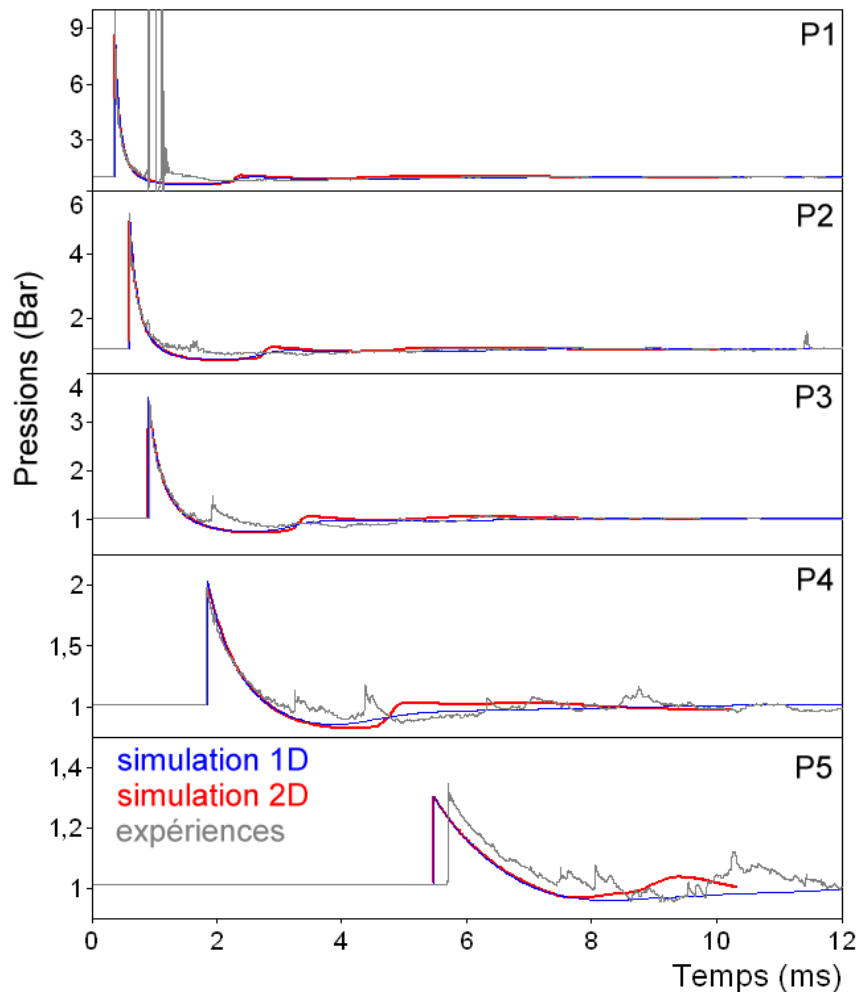 Pressions (Bar)
P1
9
6
3
P2
6
4
2
P3
4
3
2
1
P4
2
1,5
1
P5
1,4
1,2
1
simulation 1D
simulation 2D
expériences
0 2 4 6 8 10 12
Temps (ms)